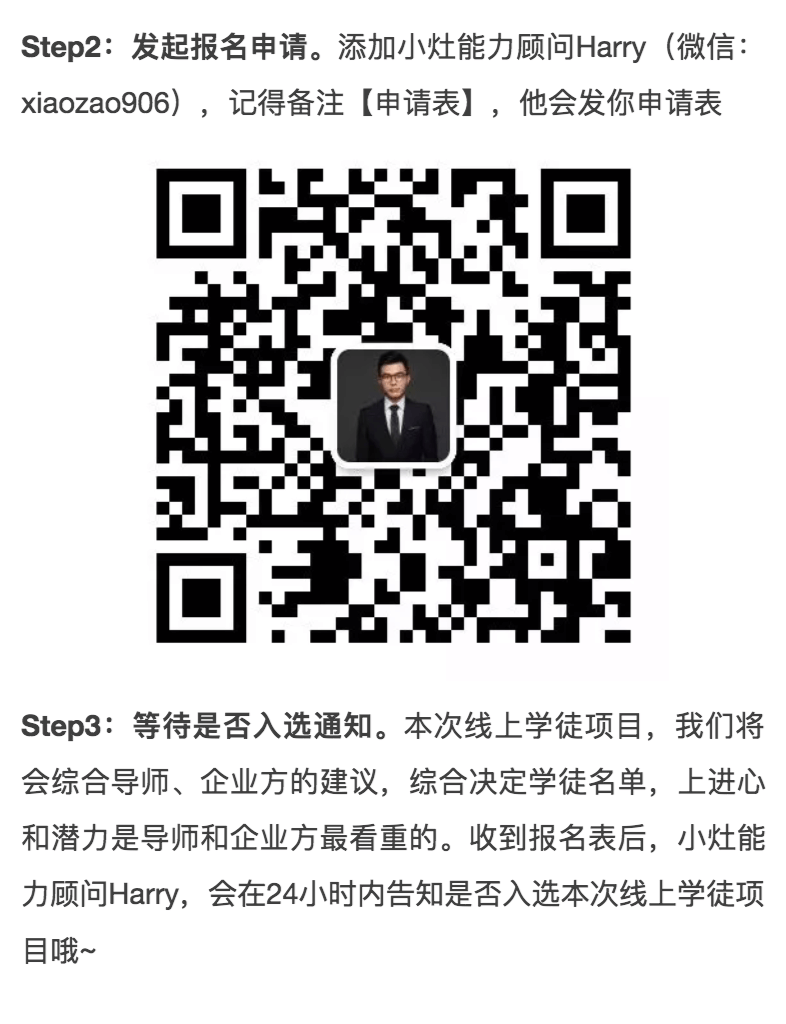 Step2：发起报名申请。添加小灶能力顾问Harry（微信：
xiaozao906），记得备注【申请表】，他会发你申请表
Step3：等待是否入选通知。本次线上学徒项目，我们将
会综合导师、企业方的建议，综合决定学徒名单，上进心
和潜力是导师和企业方最看重的。收到报名表后，小灶能
力顾问Harry，会在24小时内告知是否入选本次线上学徒项
目哦~